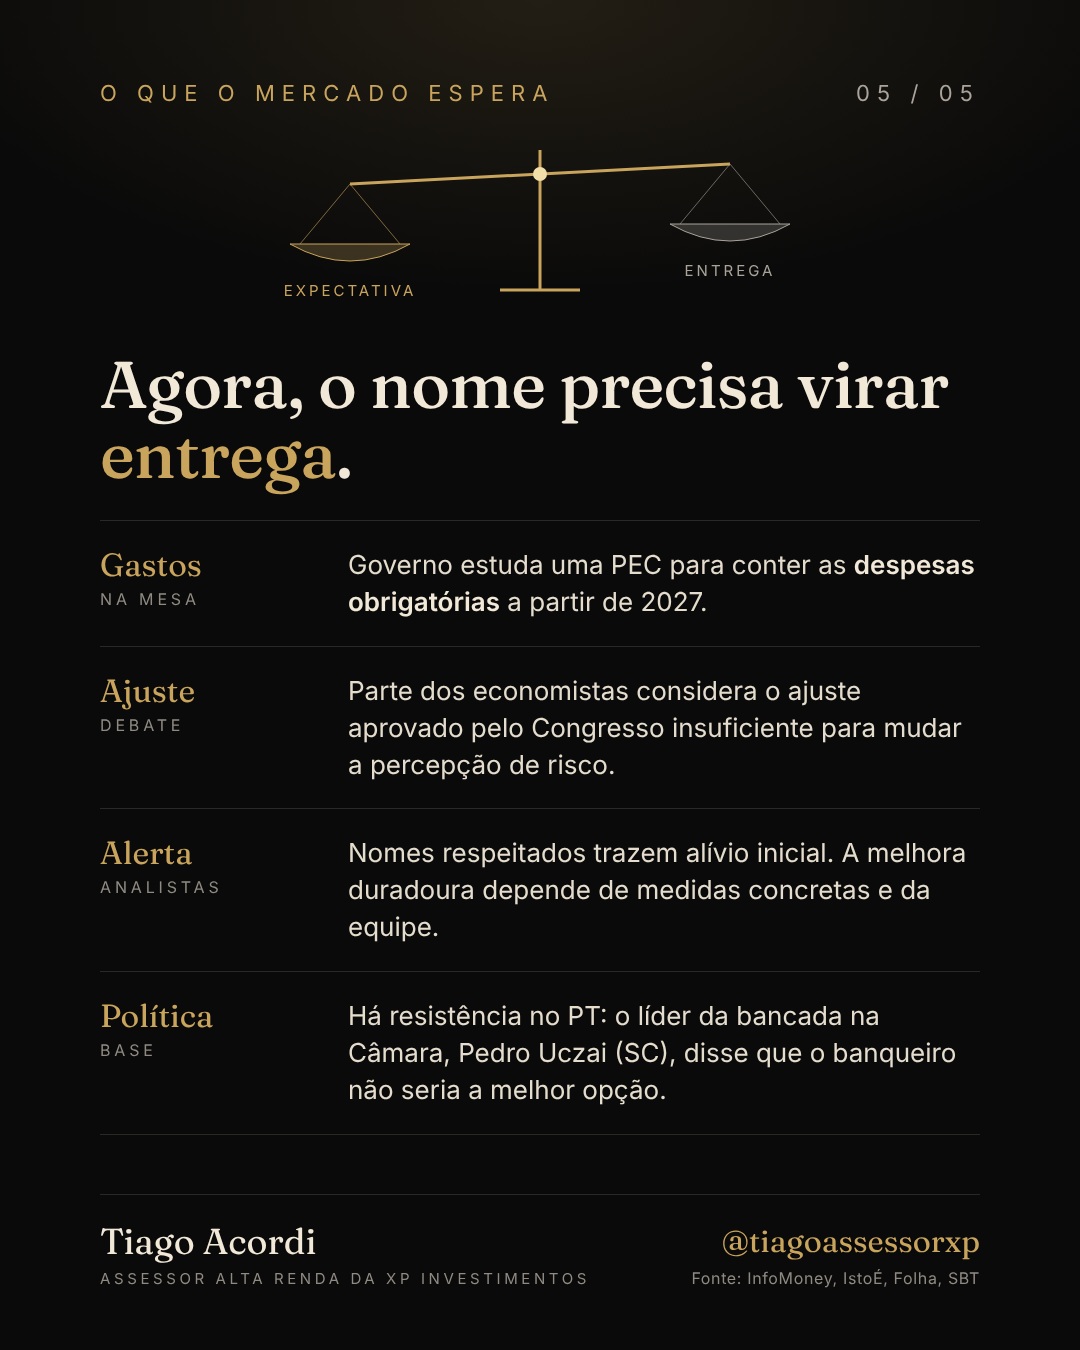 O QUE O MERCADO ESPERA
05 / 05
EXPECTATIVA
ENTREGA
Agora, o nome precisa virar
entrega.
Gastos
NA MESA
Governo estuda uma PEC para conter as despesas
obrigatórias a partir de 2027.
Ajuste
DEBATE
Parte dos economistas considera o ajuste
aprovado pelo Congresso insuficiente para mudar
a percepção de risco.
Alerta
ANALISTAS
Nomes respeitados trazem alívio inicial. A melhora
duradoura depende de medidas concretas e da
equipe.
Política
BASE
Há resistência no PT: o líder da bancada na
Câmara, Pedro Uczai (SC), disse que o banqueiro
não seria a melhor opção.
Tiago Acordi
ASSESSOR ALTA RENDA DA XP INVESTIMENTOS
@tiagoassessorxp
Fonte: InfoMoney, IstoÉ, Folha, SBT